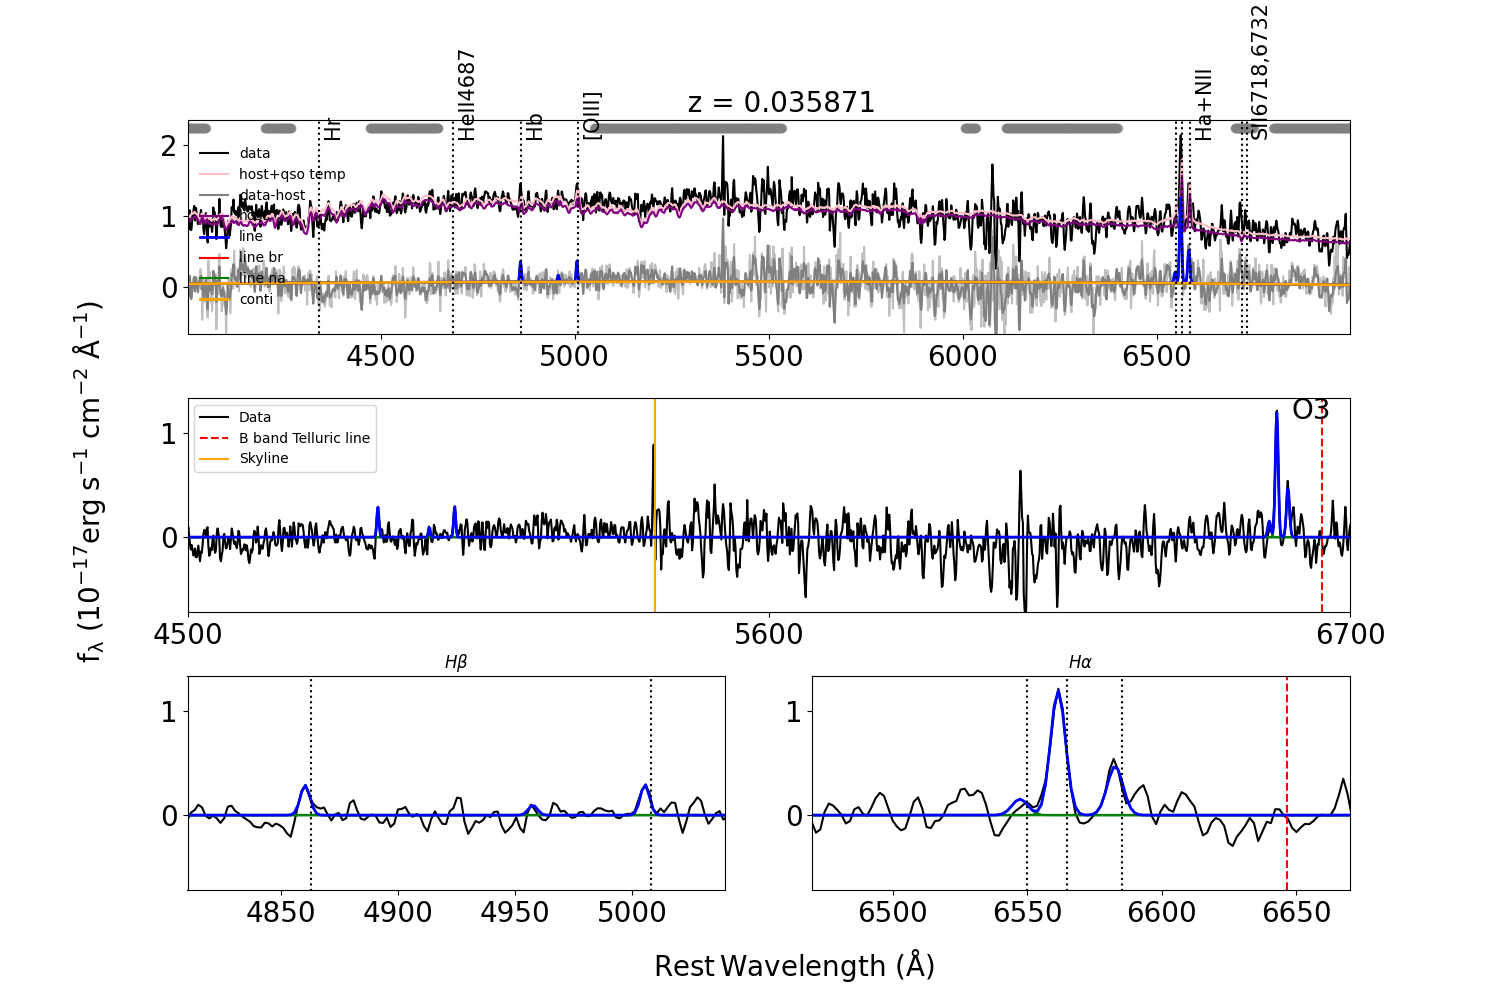 z = 0.035871
Hr
HeII4687
Hb
[OIII]
Ha+NII
SII6718,6732
data
host+qso temp
data-host
line
line br
line na
conti
2
1
0
4500 5000 5500 6000 6500
Data
B band Telluric line
Skyline
O3
1
0
4500 5600 6700
fλ (10⁻¹⁷erg s⁻¹ cm⁻² Å⁻¹)
Hβ
1
0
4850 4900 4950 5000
Hα
1
0
6500 6550 6600 6650
Rest Wavelength (Å)